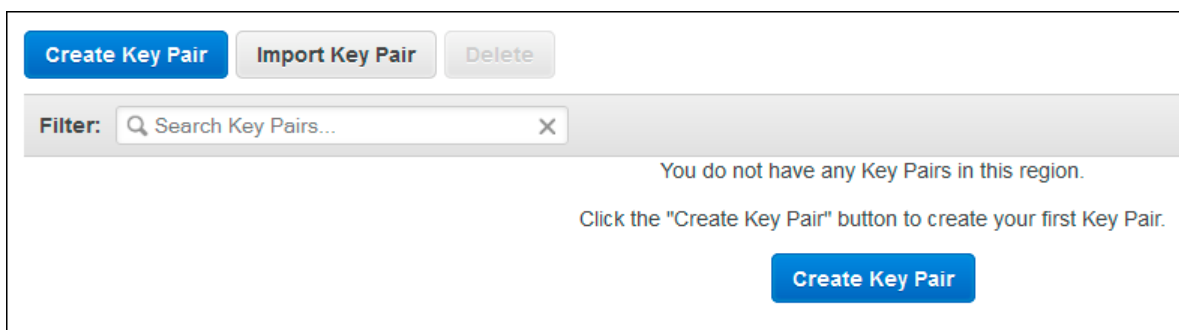 Create Key Pair Import Key Pair Delete
Filter: Search Key Pairs...
You do not have any Key Pairs in this region.
Click the "Create Key Pair" button to create your first Key Pair.
Create Key Pair